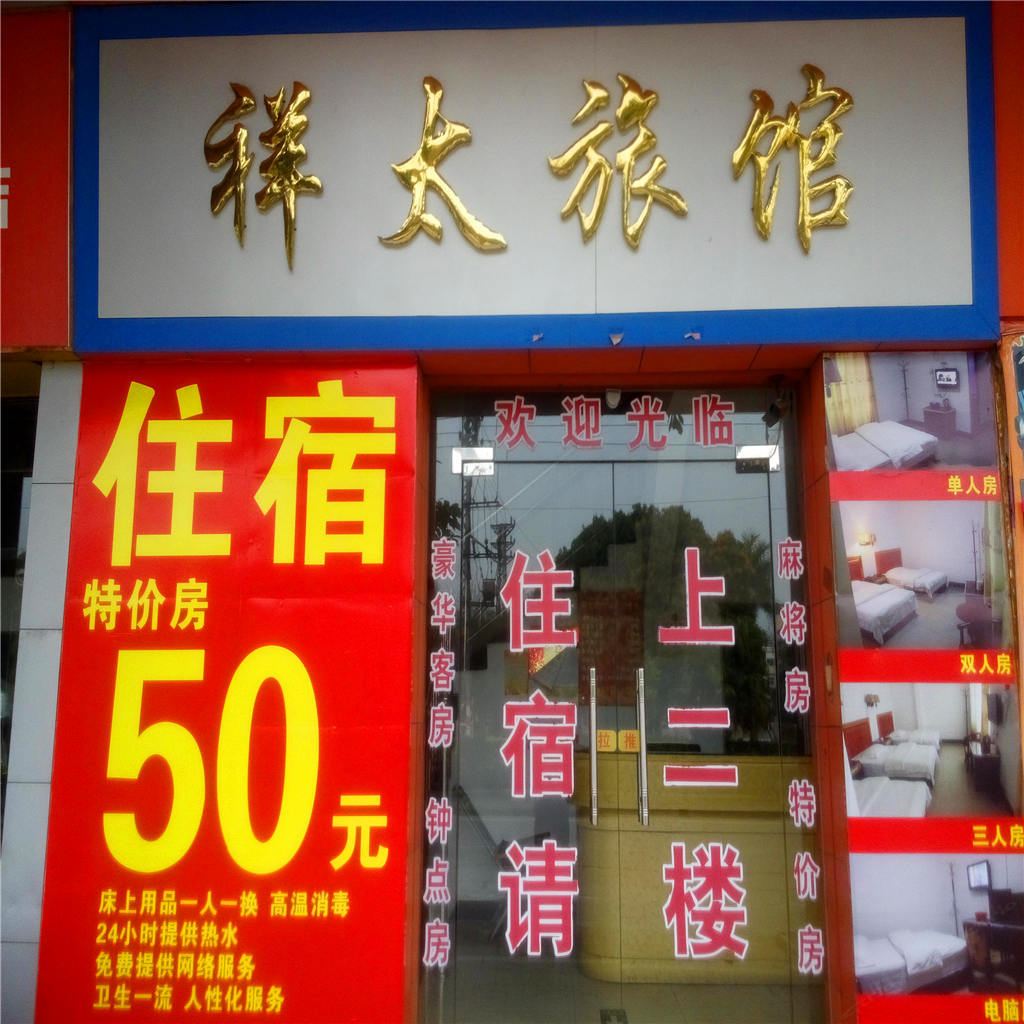 祥太旅馆
住宿
特价房
50元
床上用品一人一换 高温消毒
24小时提供热水
免费提供网络服务
卫生一流 人性化服务
欢迎光临
豪华客房 钟点房
住宿请
上二楼
麻将房 特价房
拉
推
单人房
双人房
三人房
电脑